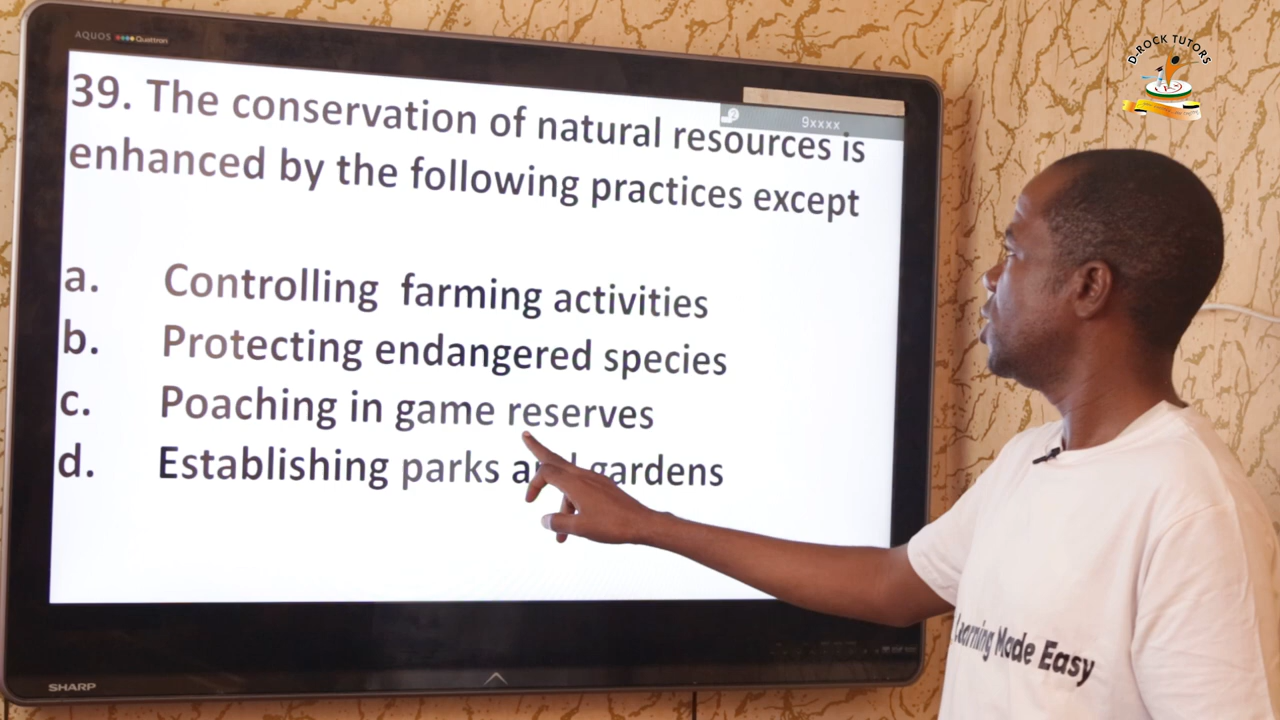 AQUOS Quattron
D-ROCK TUTORS
9xxxx
39. The conservation of natural resources is
enhanced by the following practices except
a. Controlling farming activities
b. Protecting endangered species
c. Poaching in game reserves
d. Establishing parks and gardens
Learning Made Easy
SHARP